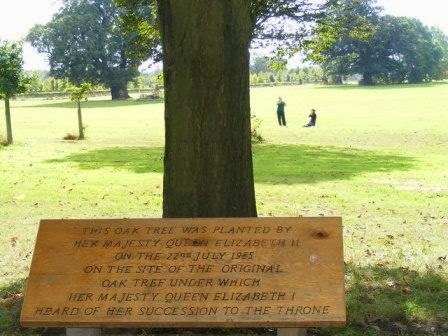 THIS OAK TREE WAS PLANTED BY
HER MAJESTY QUEEN ELIZABETH II
ON THE 22nd JULY 1985
ON THE SITE OF THE ORIGINAL
OAK TREE UNDER WHICH
HER MAJESTY QUEEN ELIZABETH I
HEARD OF HER SUCCESSION TO THE THRONE